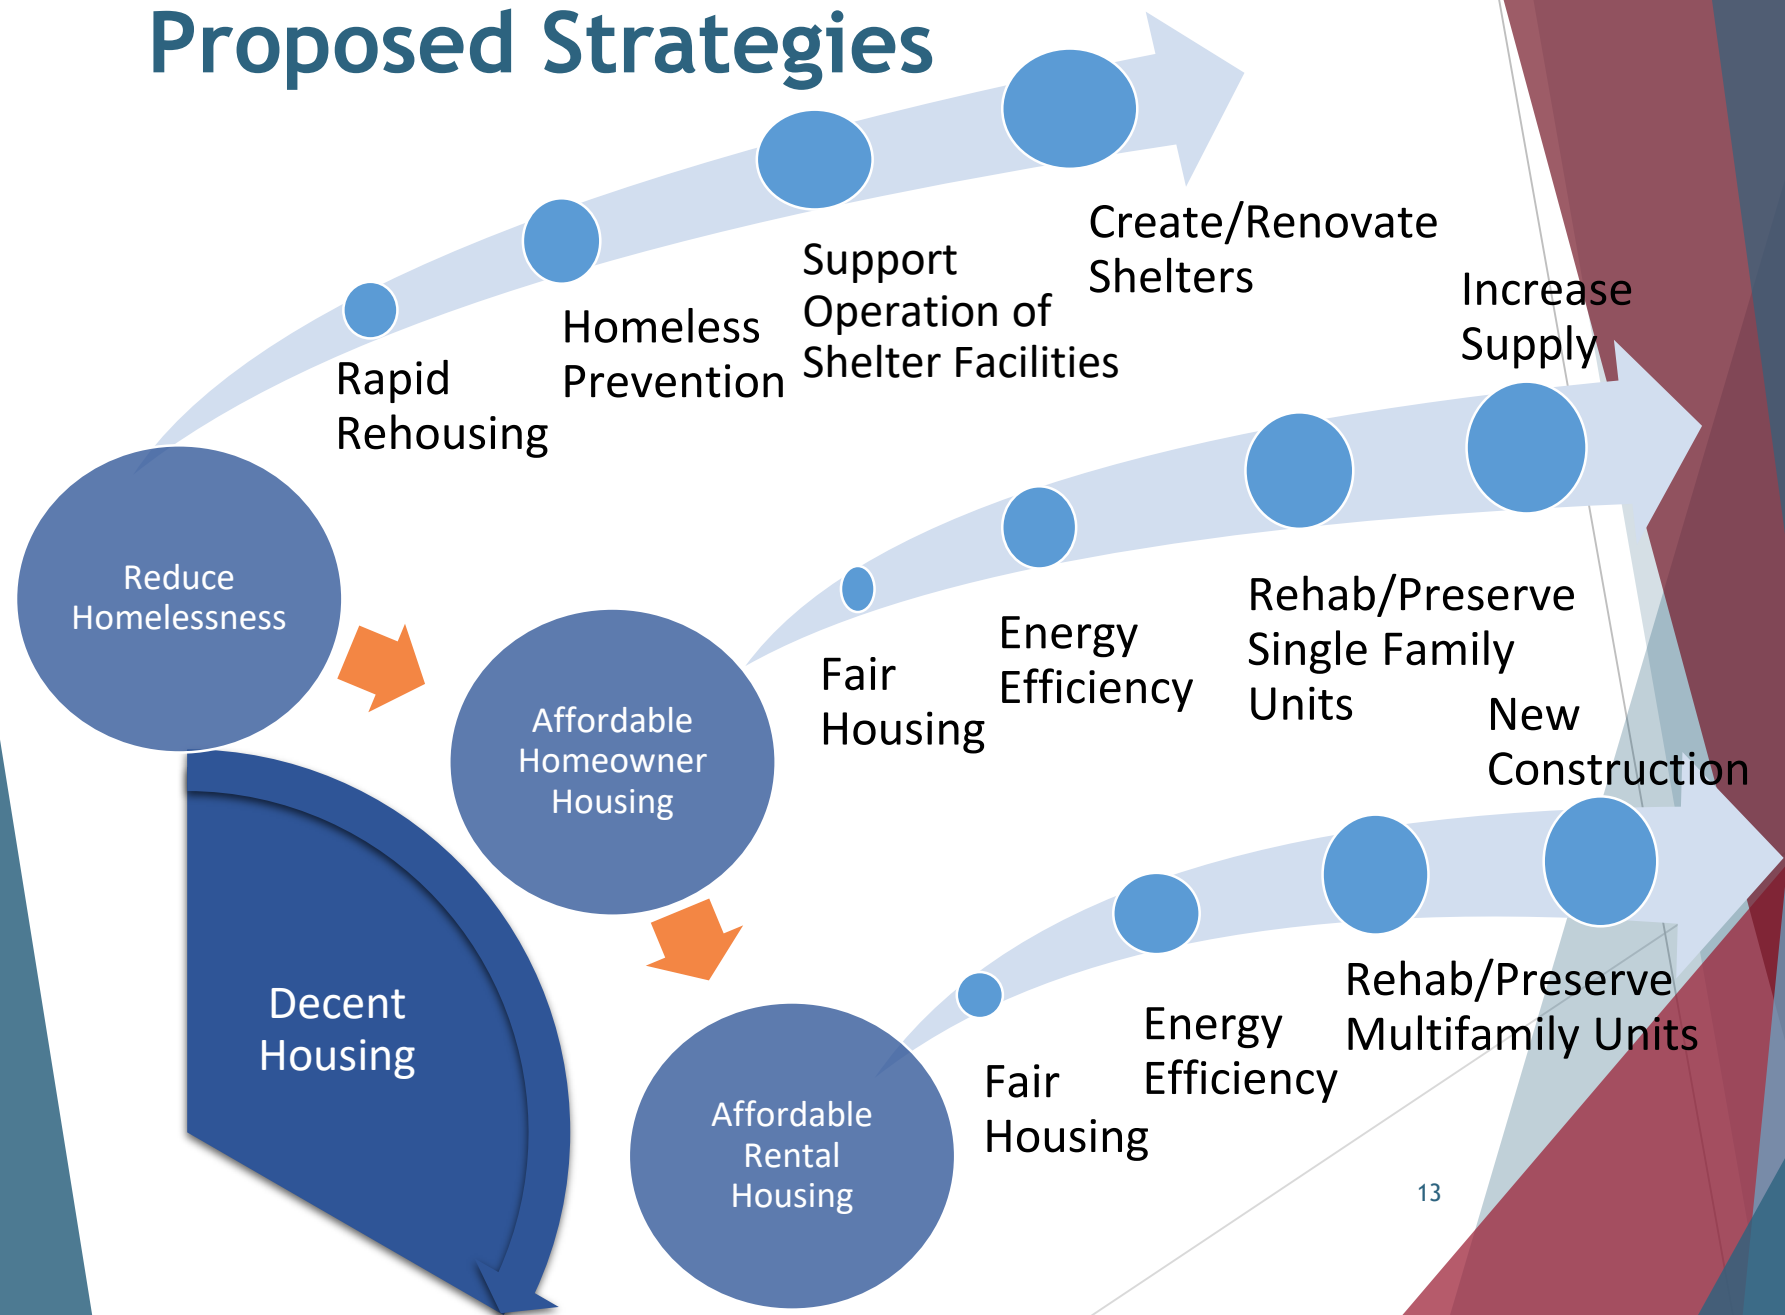 Proposed Strategies
Create/Renovate
Shelters
Support
Operation of
Shelter Facilities
Homeless
Prevention
Rapid
Rehousing
Reduce
Homelessness
Increase
Supply
Rehab/Preserve
Single Family
Units
Energy
Efficiency
Fair
Housing
Affordable
Homeowner
Housing
New
Construction
Rehab/Preserve
Multifamily Units
Energy
Efficiency
Fair
Housing
Affordable
Rental
Housing
Decent
Housing
13